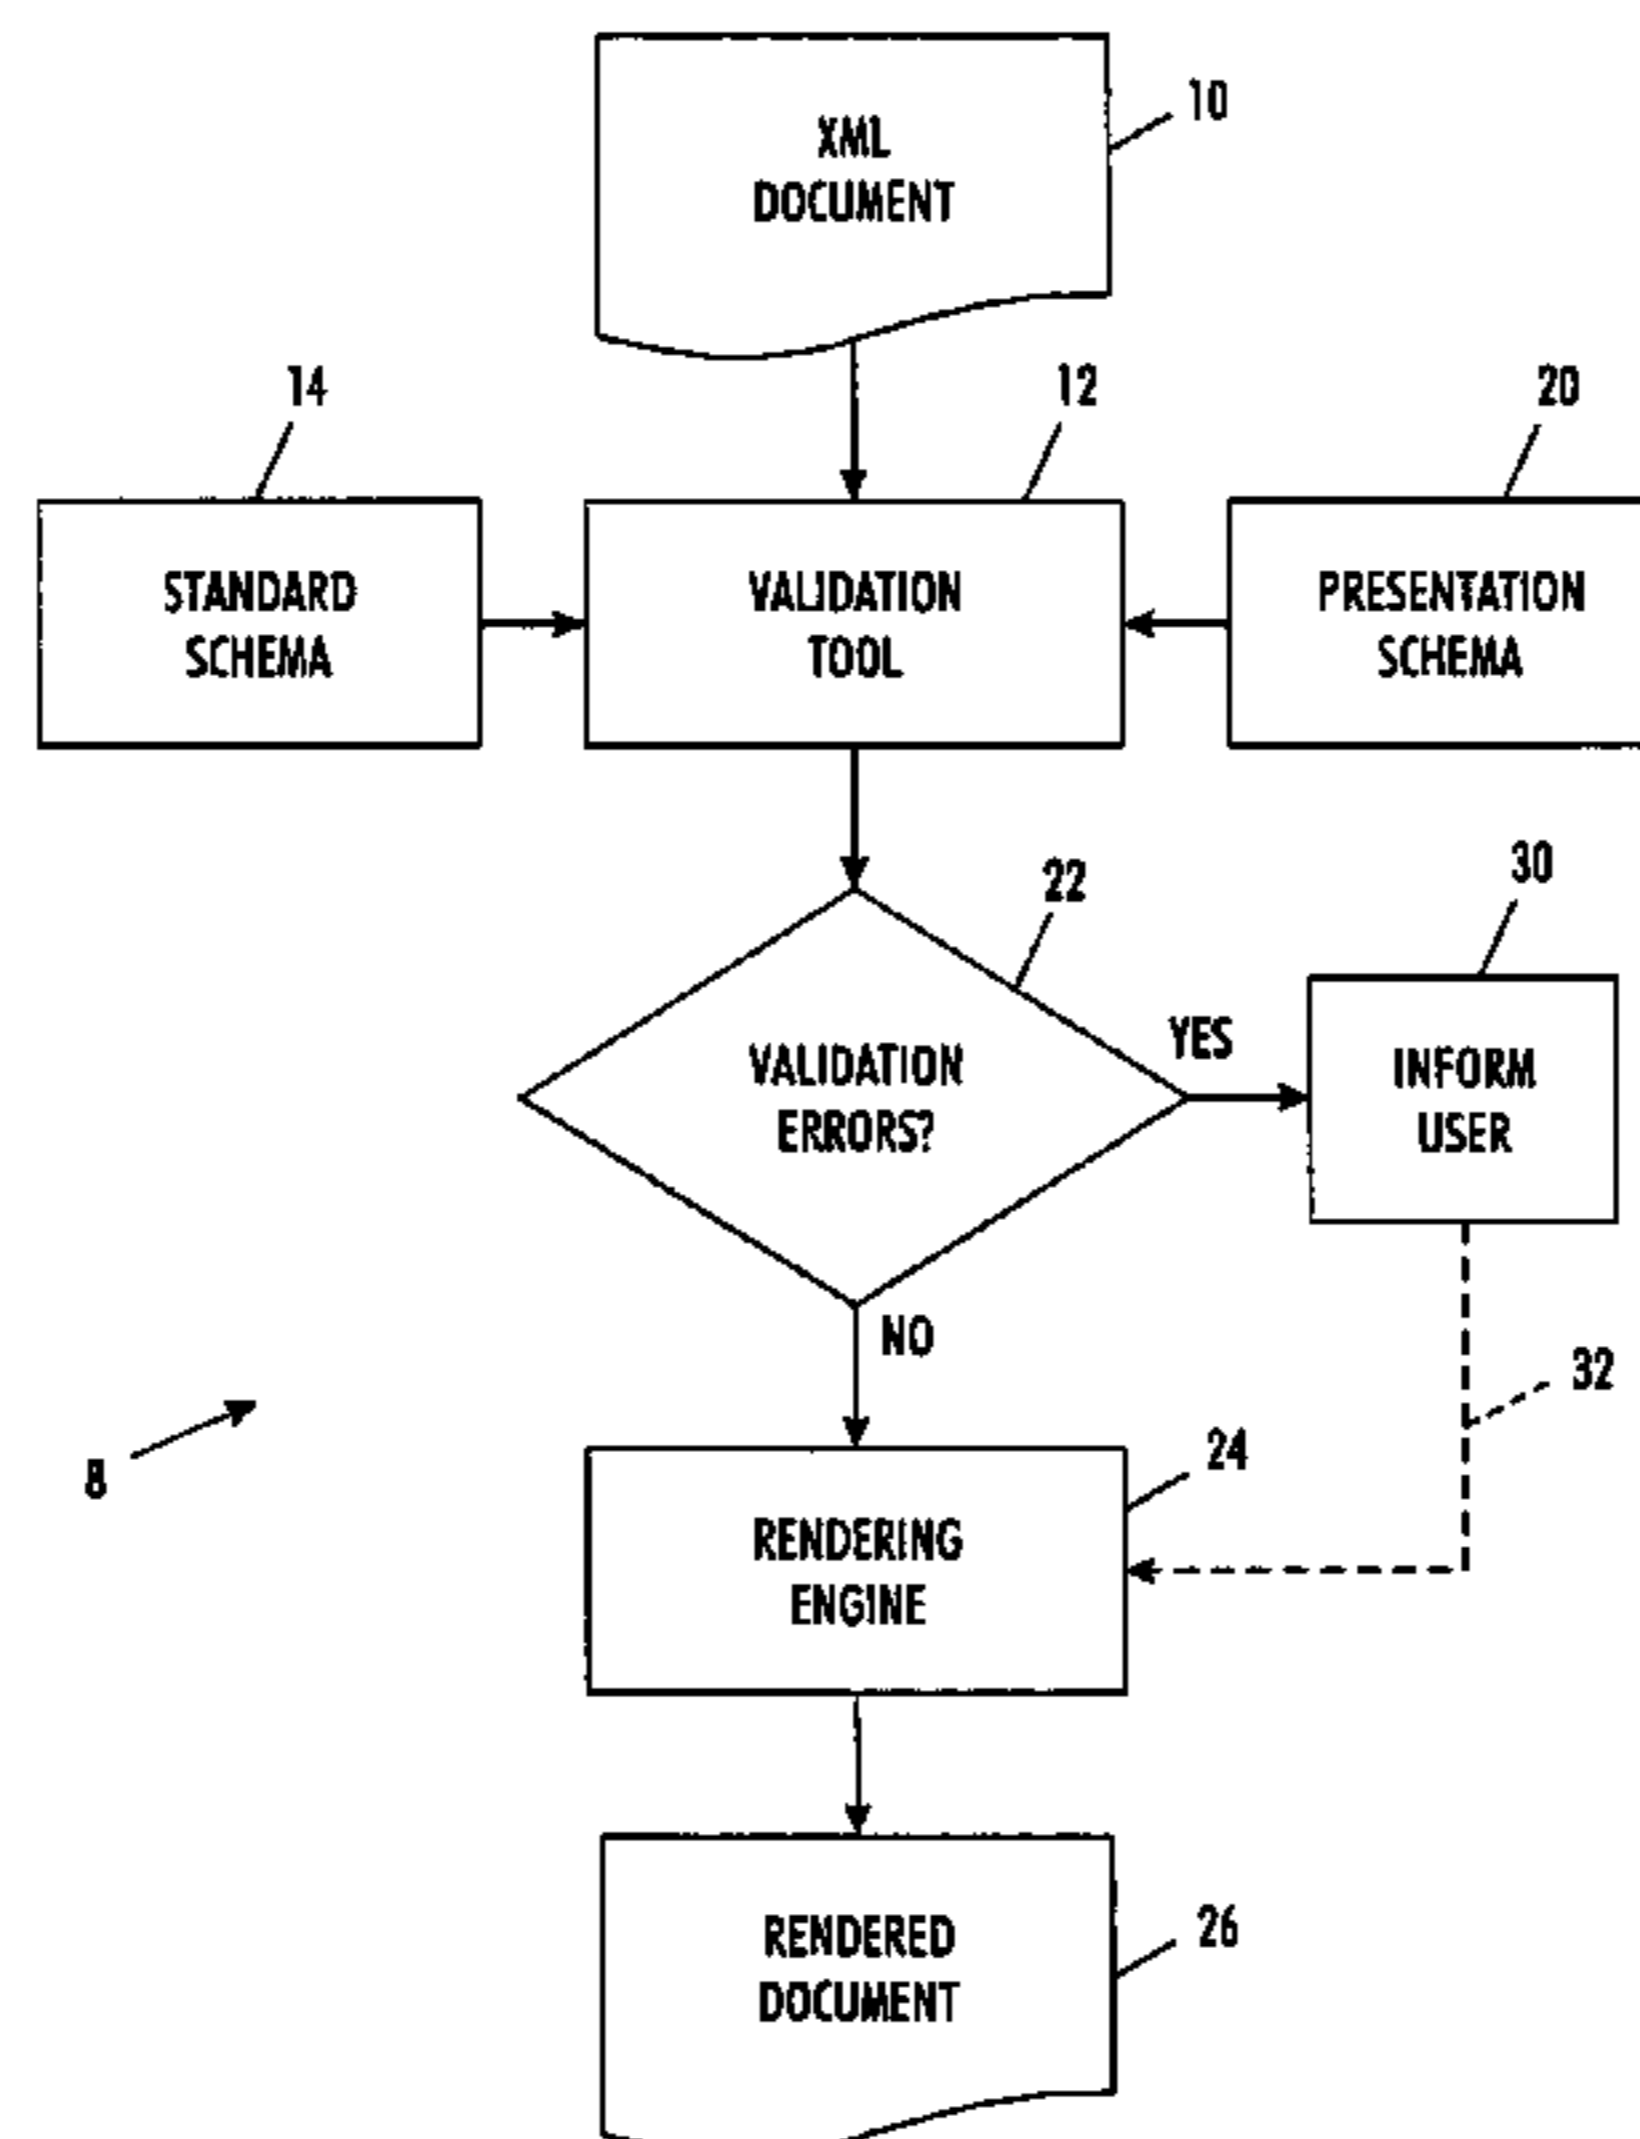 10
XML
DOCUMENT
14
12
20
STANDARD
SCHEMA
VALIDATION
TOOL
PRESENTATION
SCHEMA
22
30
YES
VALIDATION
ERRORS?
INFORM
USER
NO
32
8
24
RENDERING
ENGINE
26
RENDERED
DOCUMENT